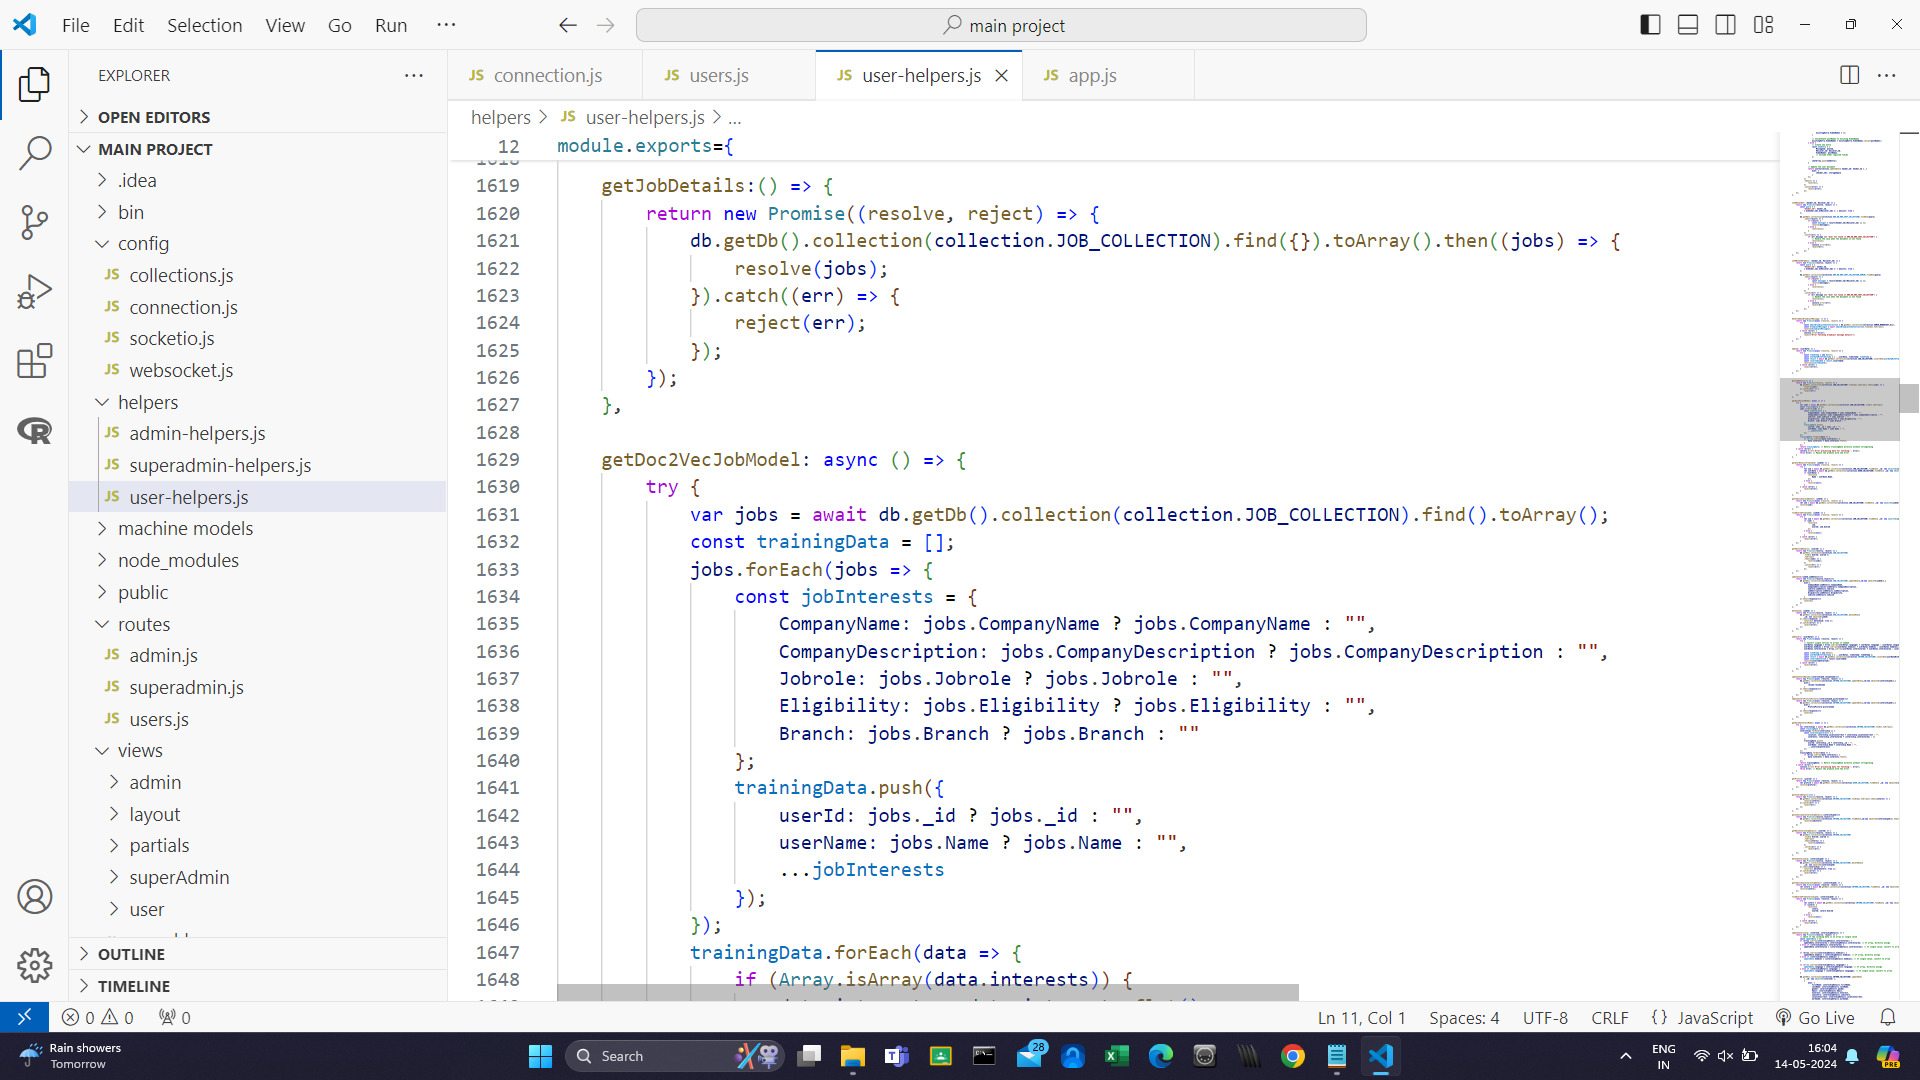 File Edit Selection View Go Run ···
main project
EXPLORER
OPEN EDITORS
MAIN PROJECT
.idea
bin
config
JS collections.js
JS connection.js
JS socketio.js
JS websocket.js
helpers
JS admin-helpers.js
JS superadmin-helpers.js
JS user-helpers.js
machine models
node_modules
public
routes
JS admin.js
JS superadmin.js
JS users.js
views
admin
layout
partials
superAdmin
user
OUTLINE
TIMELINE
JS connection.js JS users.js JS user-helpers.js JS app.js
helpers > JS user-helpers.js > ...
12 module.exports={
1619 getJobDetails:() => {
1620 return new Promise((resolve, reject) => {
1621 db.getDb().collection(collection.JOB_COLLECTION).find({}).toArray().then((jobs) => {
1622 resolve(jobs);
1623 }).catch((err) => {
1624 reject(err);
1625 });
1626 });
1627 },
1628
1629 getDoc2VecJobModel: async () => {
1630 try {
1631 var jobs = await db.getDb().collection(collection.JOB_COLLECTION).find().toArray();
1632 const trainingData = [];
1633 jobs.forEach(jobs => {
1634 const jobInterests = {
1635 CompanyName: jobs.CompanyName ? jobs.CompanyName : "",
1636 CompanyDescription: jobs.CompanyDescription ? jobs.CompanyDescription : "",
1637 Jobrole: jobs.Jobrole ? jobs.Jobrole : "",
1638 Eligibility: jobs.Eligibility ? jobs.Eligibility : "",
1639 Branch: jobs.Branch ? jobs.Branch : ""
1640 };
1641 trainingData.push({
1642 userId: jobs._id ? jobs._id : "",
1643 userName: jobs.Name ? jobs.Name : "",
1644 ...jobInterests
1645 });
1646 });
1647 trainingData.forEach(data => {
1648 if (Array.isArray(data.interests)) {
0 0 0
Ln 11, Col 1 Spaces: 4 UTF-8 CRLF {} JavaScript Go Live
Rain showers
Tomorrow
Search
28
ENG
IN
16:04
14-05-2024
PRE